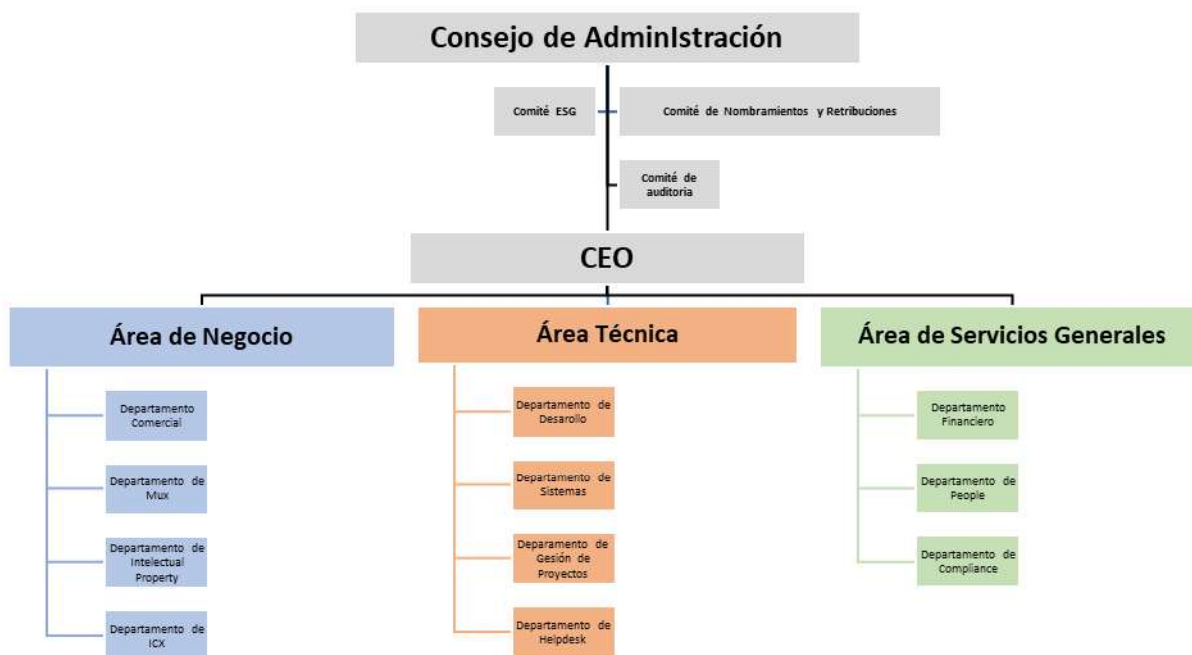 Consejo de AdminIstración
Comité ESG
Comité de Nombramientos y Retribuciones
Comité de
auditoria
CEO
Área de Negocio
Departamento
Comercial
Departamento de
Mux
Departamento de
Intelectual
Property
Departamento de
ICX
Área Técnica
Departamento de
Desarollo
Departamento de
Sistemas
Deparamento de
Gesión de
Proyectos
Departamento de
Helpdesk
Área de Servicios Generales
Departamento
Financiero
Departamento de
People
Departamento de
Compliance